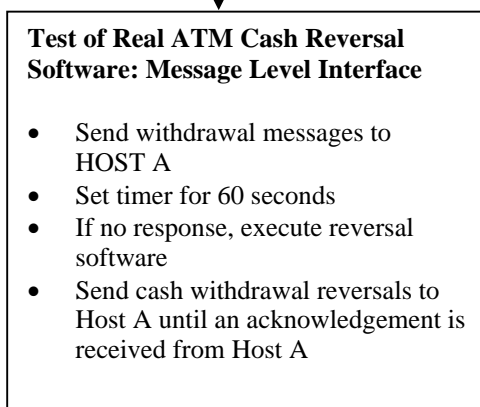 Test of Real ATM Cash Reversal
Software: Message Level Interface
• Send withdrawal messages to
HOST A
• Set timer for 60 seconds
• If no response, execute reversal
software
• Send cash withdrawal reversals to
Host A until an acknowledgement is
received from Host A